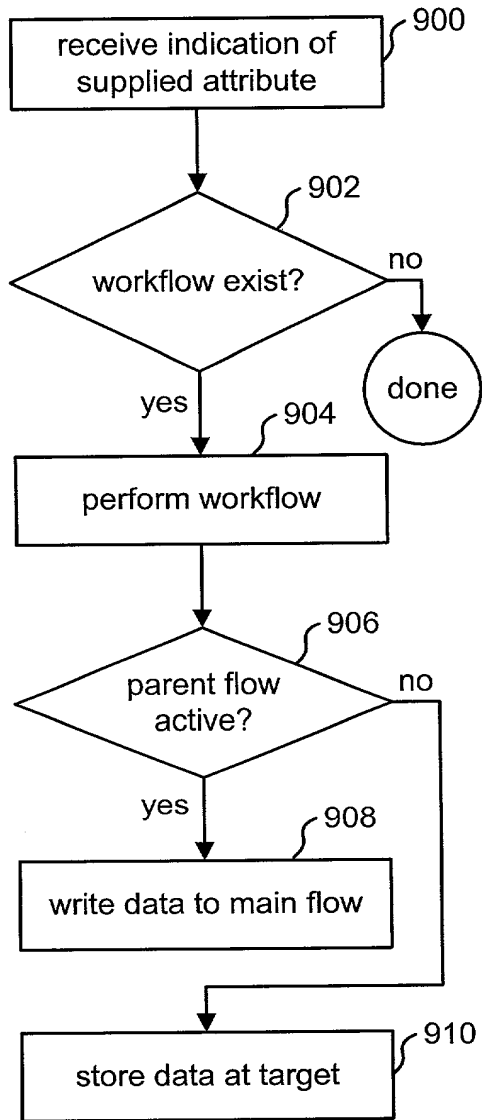 900
receive indication of
supplied attribute
902
workflow exist?
no
done
yes
904
perform workflow
906
parent flow
active?
no
yes
908
write data to main flow
910
store data at target